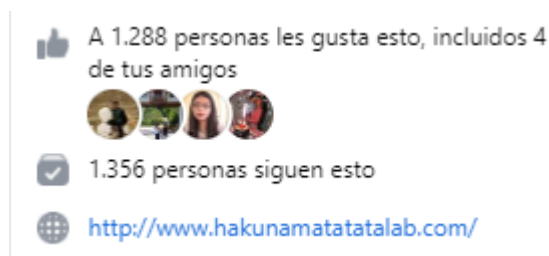 A 1.288 personas les gusta esto, incluidos 4
de tus amigos
1.356 personas siguen esto
http://www.hakunamatatatalab.com/